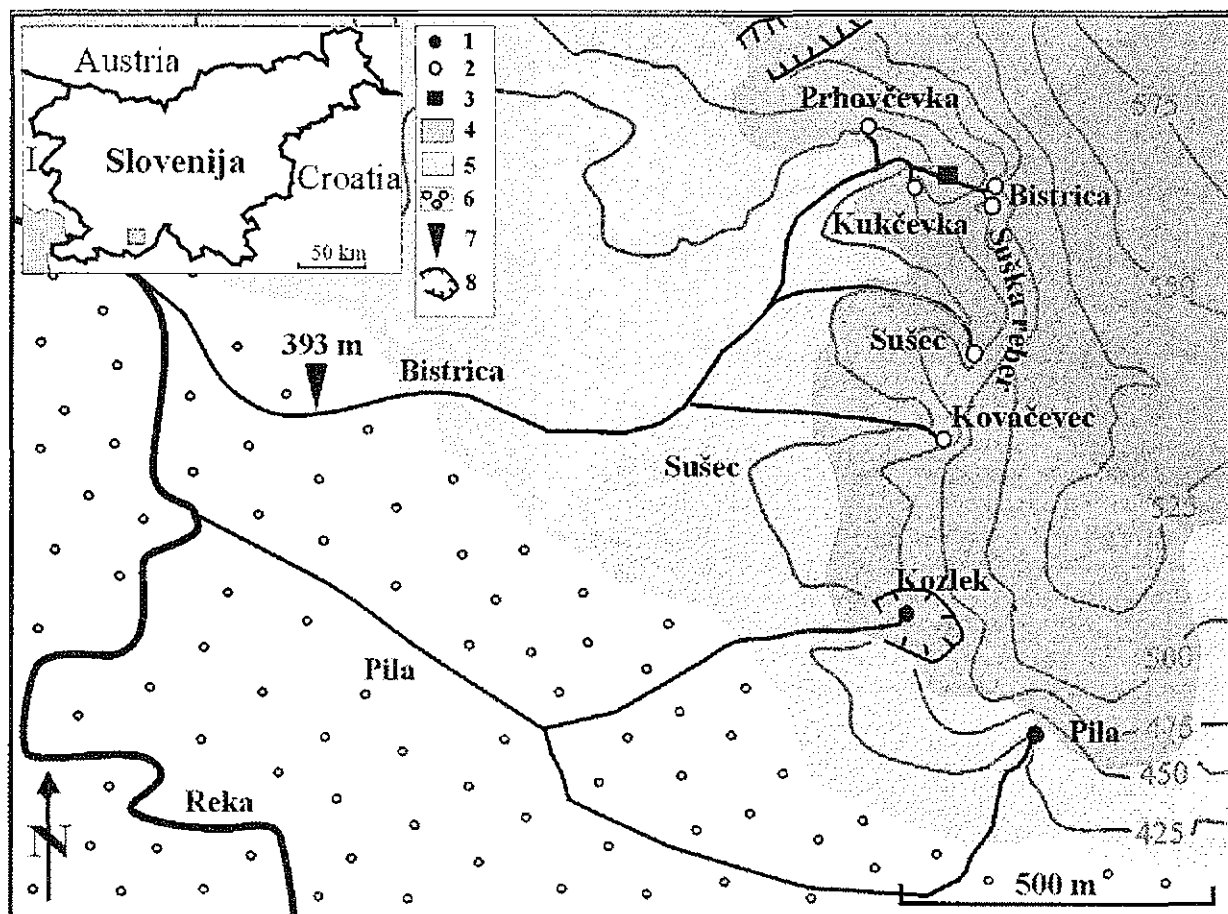 Austria
Slovenija
I
Croatia
50 km
1
2
3
4
5
6
7
8
Prhovčevka
575
Bistrica
Kukčevka
Suška reber
550
393 m
Bistrica
Sušec
Kovačevec
Sušec
525
Kozlek
Pila
500
Pila
475
450
Reka
425
N
500 m